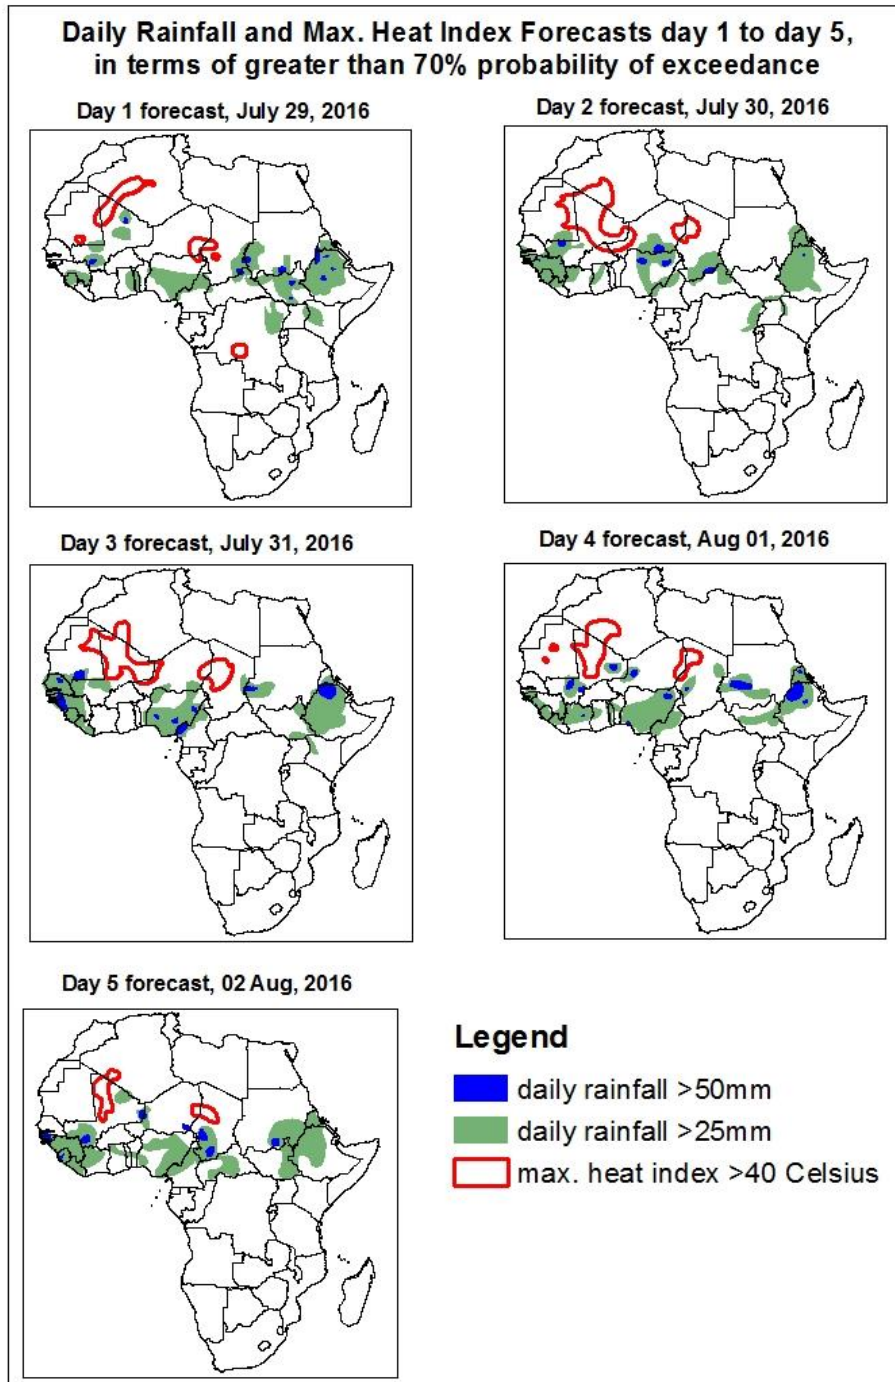 Daily Rainfall and Max. Heat Index Forecasts day 1 to day 5,
in terms of greater than 70% probability of exceedance
Day 1 forecast, July 29, 2016
Day 2 forecast, July 30, 2016
Day 3 forecast, July 31, 2016
Day 4 forecast, Aug 01, 2016
Day 5 forecast, 02 Aug, 2016
Legend
daily rainfall >50mm
daily rainfall >25mm
max. heat index >40 Celsius